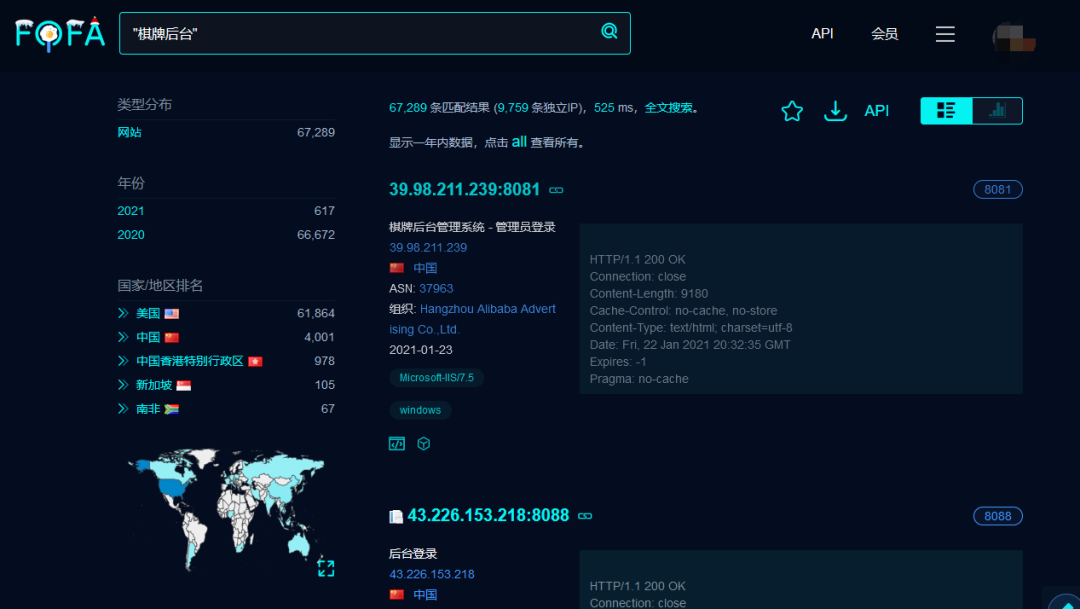 FOFA
"棋牌后台"
API
会员
类型分布
网站 67,289
年份
2021 617
2020 66,672
国家/地区排名
美国 61,864
中国 4,001
中国香港特别行政区 978
新加坡 105
南非 67
67,289 条匹配结果 (9,759 条独立IP)，525 ms，全文搜索。
API
显示一年内数据，点击 all 查看所有。
39.98.211.239:8081
8081
棋牌后台管理系统 - 管理员登录
39.98.211.239
中国
ASN: 37963
组织: Hangzhou Alibaba Advert
ising Co.,Ltd.
2021-01-23
Microsoft-IIS/7.5
windows
HTTP/1.1 200 OK
Connection: close
Content-Length: 9180
Cache-Control: no-cache, no-store
Content-Type: text/html; charset=utf-8
Date: Fri, 22 Jan 2021 20:32:35 GMT
Expires: -1
Pragma: no-cache
43.226.153.218:8088
8088
后台登录
43.226.153.218
中国
HTTP/1.1 200 OK
Connection: close